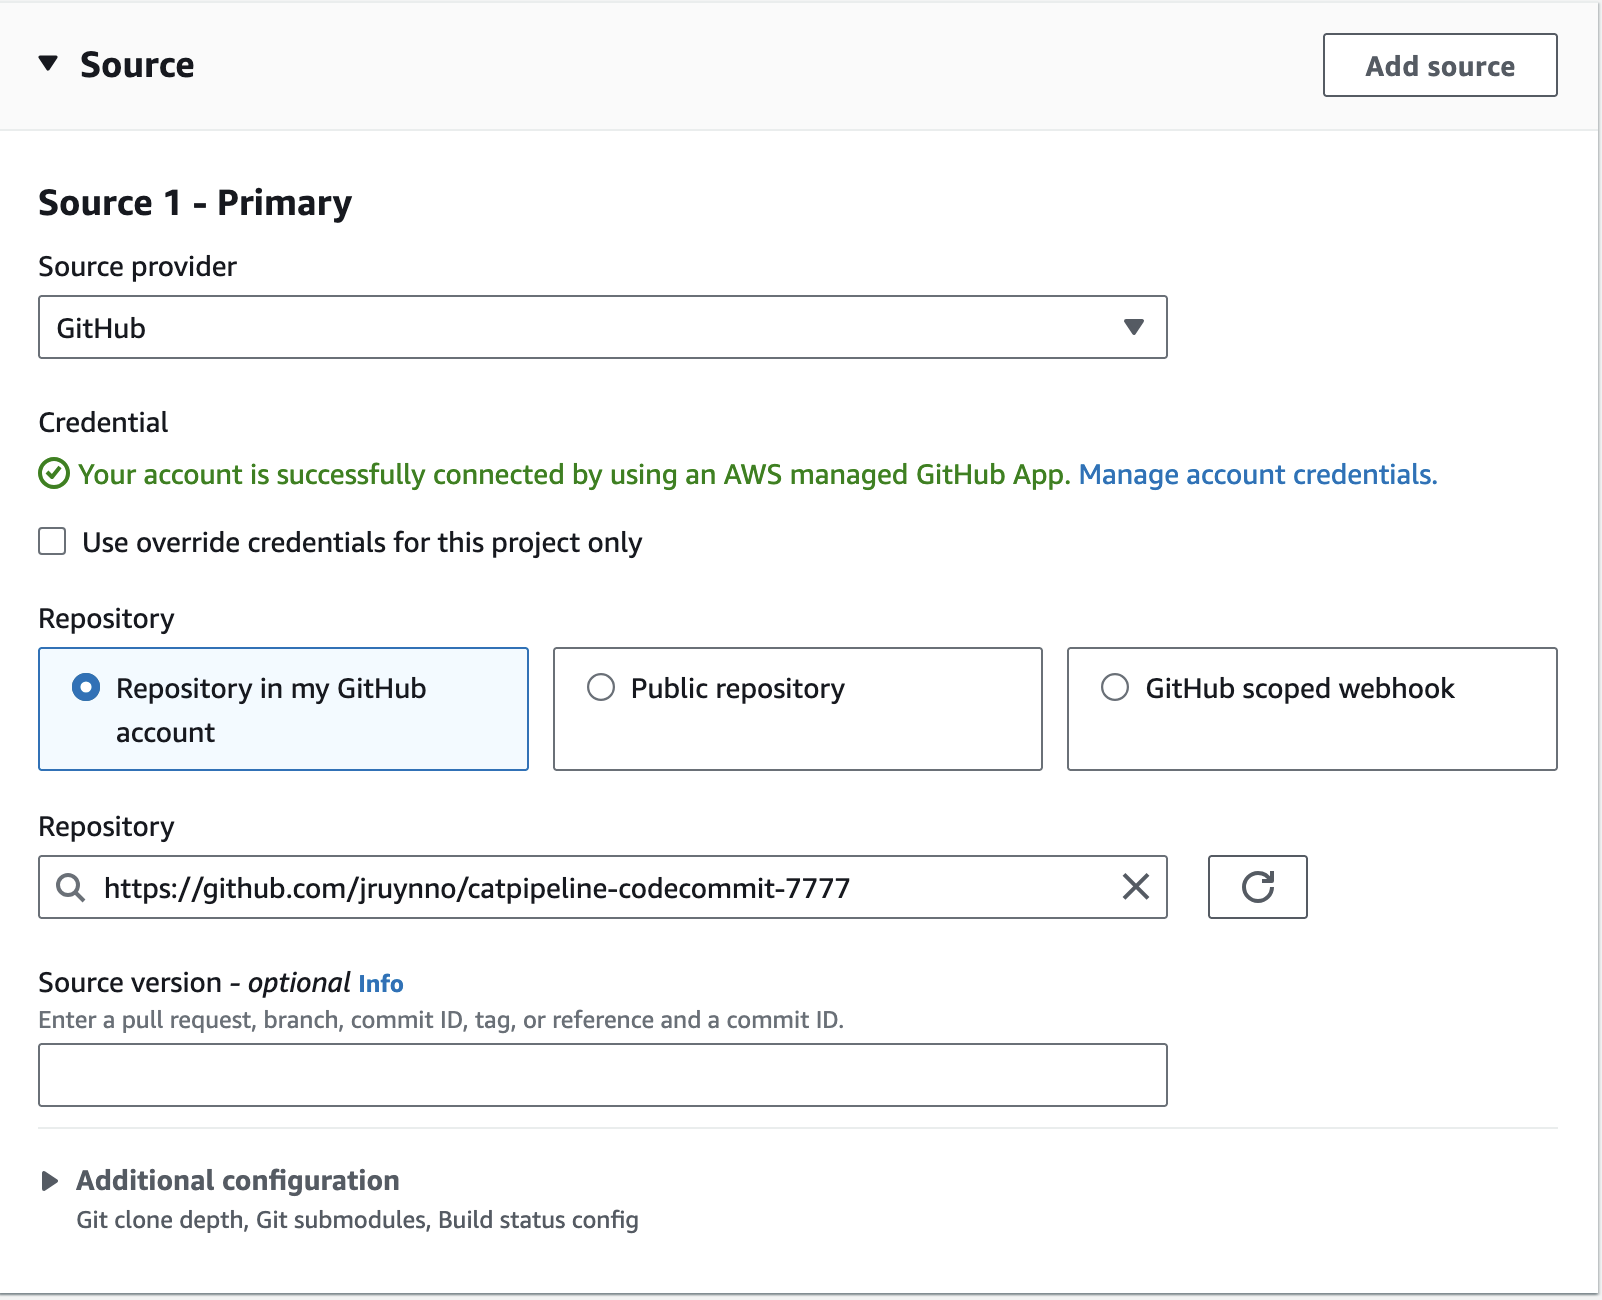 Source
Add source
Source 1 - Primary
Source provider
GitHub
Credential
Your account is successfully connected by using an AWS managed GitHub App. Manage account credentials.
Use override credentials for this project only
Repository
Repository in my GitHub
account
Public repository
GitHub scoped webhook
Repository
https://github.com/jruynno/catpipeline-codecommit-7777
Source version - optional Info
Enter a pull request, branch, commit ID, tag, or reference and a commit ID.
Additional configuration
Git clone depth, Git submodules, Build status config